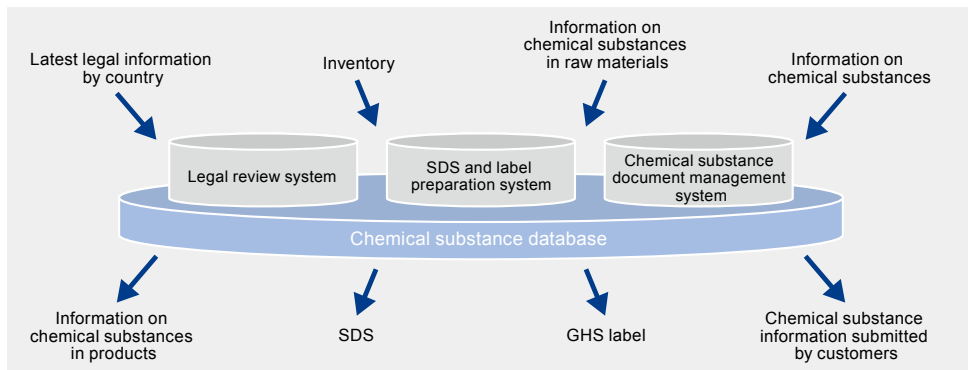 Latest legal information
by country
Inventory
Information on
chemical substances
in raw materials
Information on
chemical substances
Legal review system
SDS and label
preparation system
Chemical substance
document management
system
Chemical substance database
Information on
chemical substances
in products
SDS
GHS label
Chemical substance
information submitted
by customers